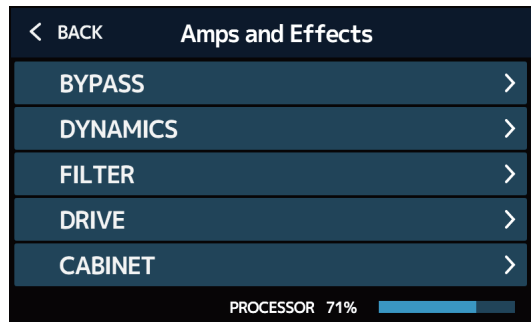 BACK Amps and Effects
BYPASS
DYNAMICS
FILTER
DRIVE
CABINET
PROCESSOR 71%